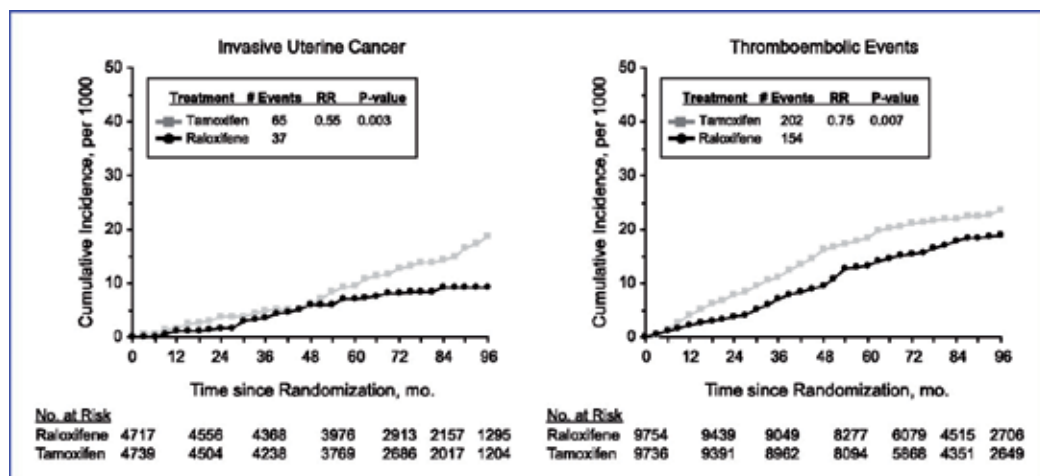 Invasive Uterine Cancer
Cumulative Incidence, per 1000
50
40
30
20
10
0
Treatment # Events RR P-value
Tamoxifen 65 0.55 0.003
Raloxifene 37
0 12 24 36 48 60 72 84 96
Time since Randomization, mo.
No. at Risk
Raloxifene 4717 4556 4368 3976 2913 2157 1295
Tamoxifen 4739 4504 4238 3769 2686 2017 1204
Thromboembolic Events
Cumulative Incidence, per 1000
50
40
30
20
10
0
Treatment # Events RR P-value
Tamoxifen 202 0.75 0.007
Raloxifene 154
0 12 24 36 48 60 72 84 96
Time since Randomization, mo.
No. at Risk
Raloxifene 9754 9439 9049 8277 6079 4515 2706
Tamoxifen 9736 9391 8962 8094 5868 4351 2649